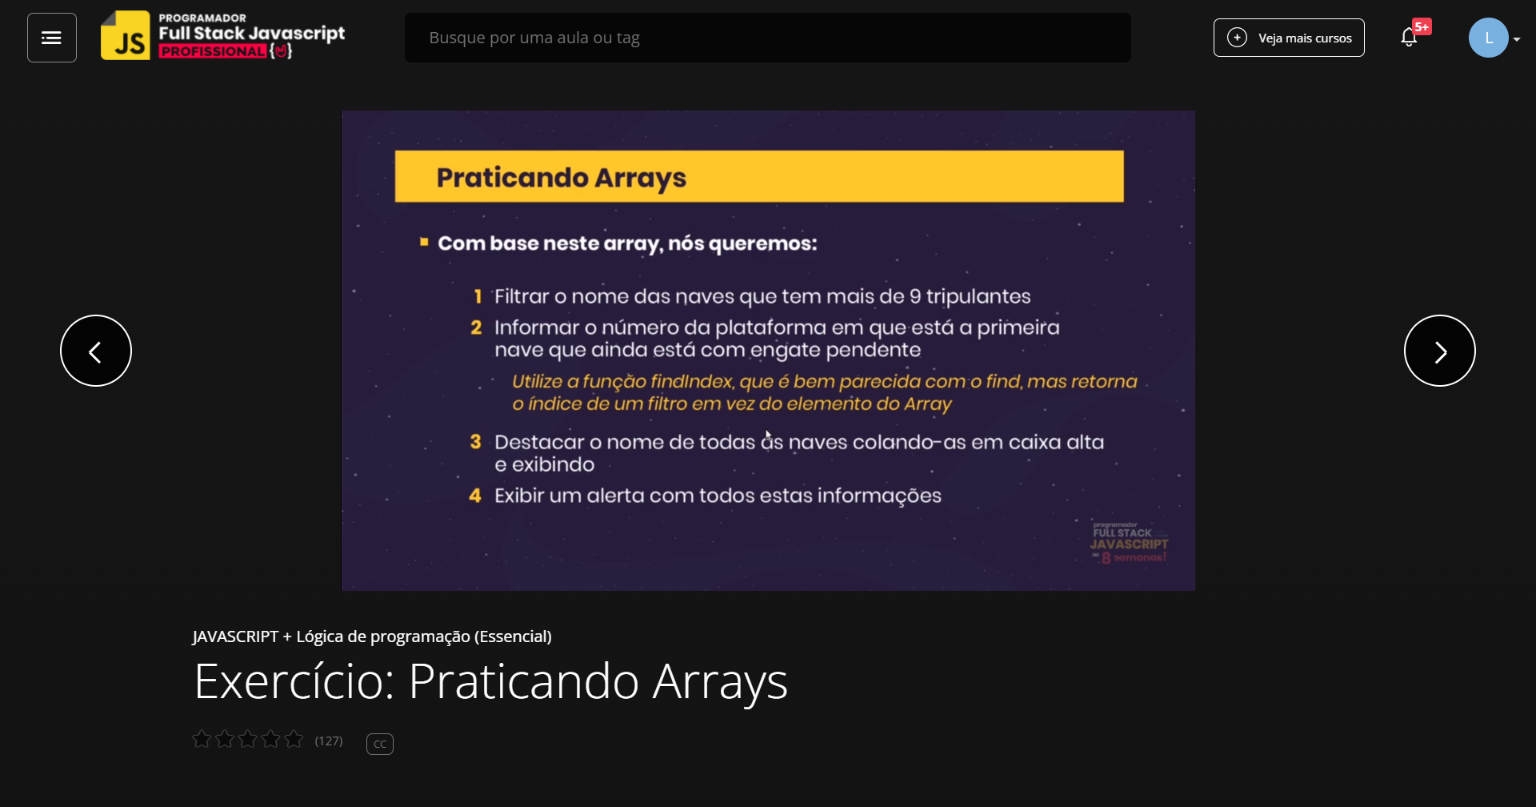 PROGRAMADOR
Full Stack Javascript
PROFISSIONAL {
JS
Busque por uma aula ou tag
+ Veja mais cursos
5+
L
Praticando Arrays
Com base neste array, nós queremos:
1 Filtrar o nome das naves que tem mais de 9 tripulantes
2 Informar o número da plataforma em que está a primeira
nave que ainda está com engate pendente
Utilize a função findIndex, que é bem parecida com o find, mas retorna
o índice de um filtro em vez do elemento do Array
3 Destacar o nome de todas as naves colando-as em caixa alta
e exibindo
4 Exibir um alerta com todos estas informações
programador
FULL STACK
JAVASCRIPT
8 semanas!
JAVASCRIPT + Lógica de programação (Essencial)
Exercício: Praticando Arrays
(127)
CC